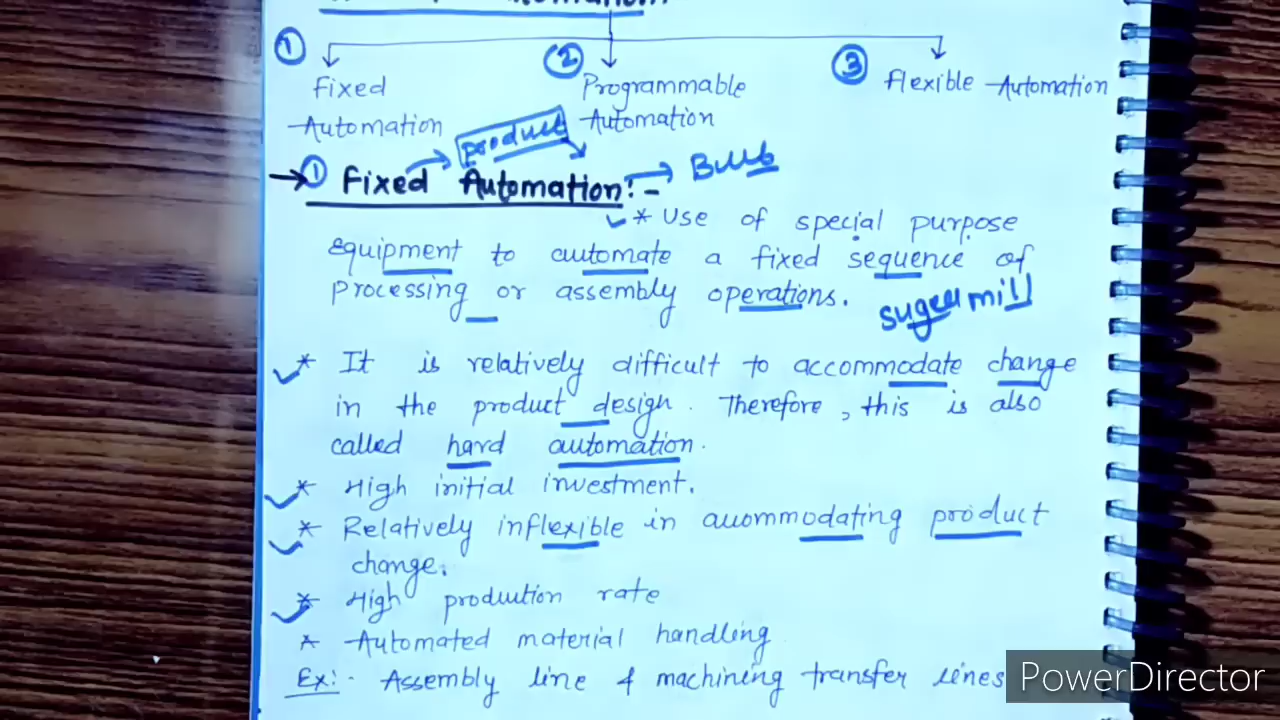 Automation
① ② ③
Fixed Programmable Flexible Automation
Automation Automation
product
→① Fixed Automation:- → Bulb
* Use of special purpose
equipment to automate a fixed sequence of
processing or assembly operations.
sugar mill
* It is relatively difficult to accommodate change
in the product design. Therefore, this is also
called hard automation.
* High initial investment.
* Relatively inflexible in accommodating product
change.
* High production rate
* Automated material handling
Ex:- Assembly line & machining transfer lines
PowerDirector